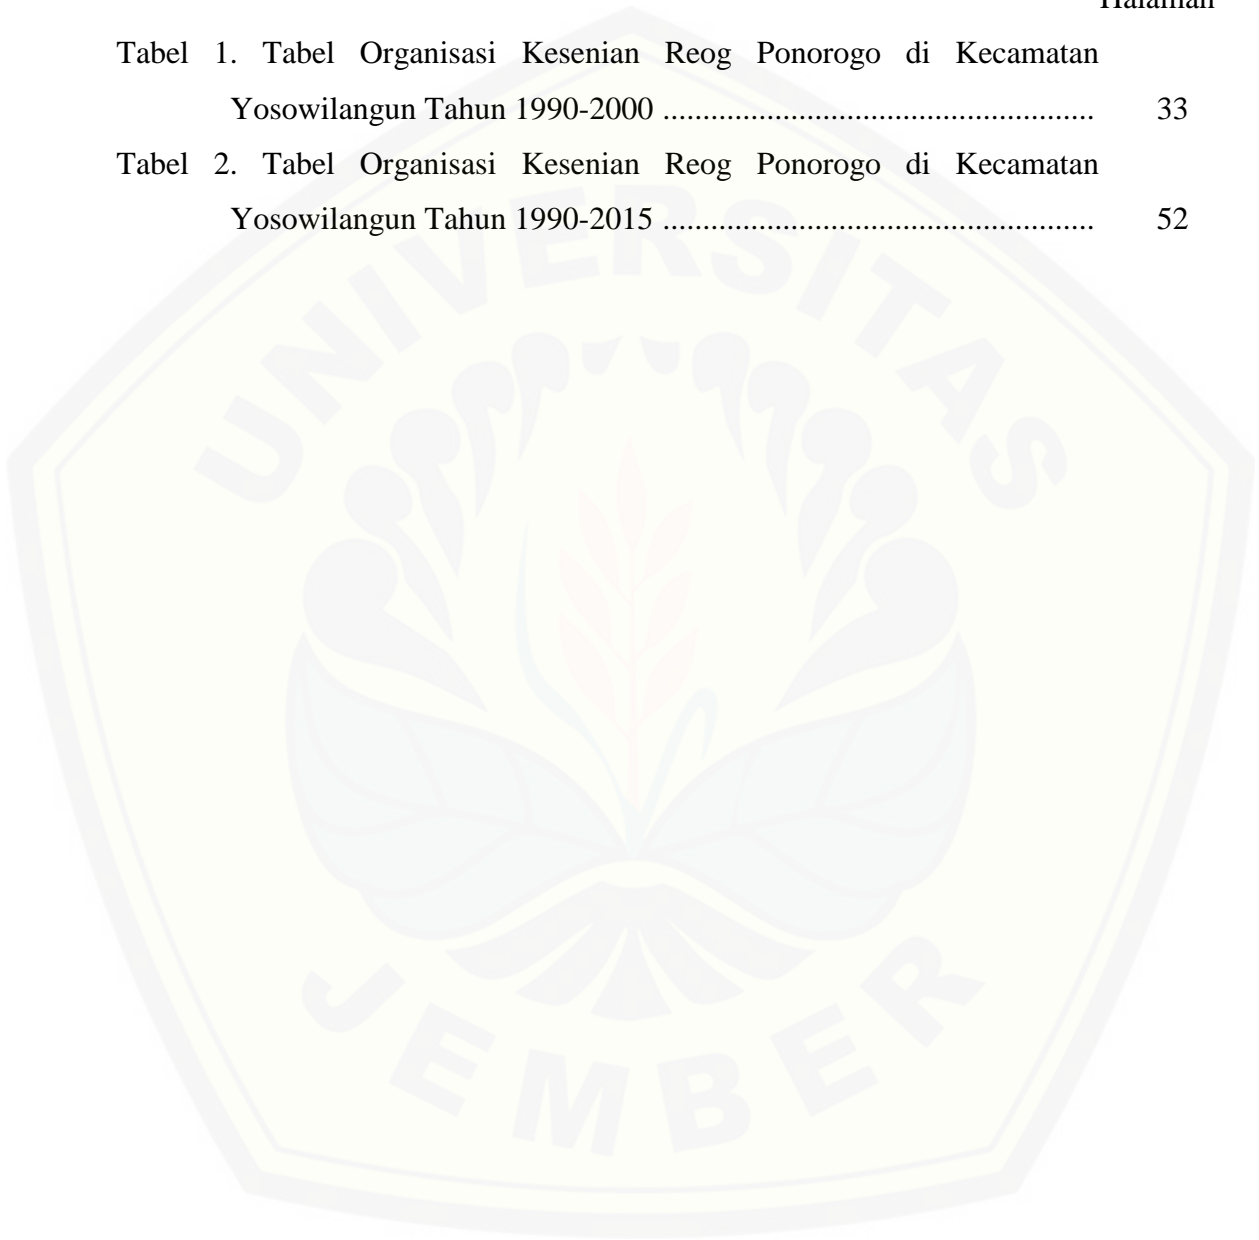 Halaman
Tabel 1. Tabel Organisasi Kesenian Reog Ponorogo di Kecamatan
Yosowilangun Tahun 1990-2000 ...................................................... 33
Tabel 2. Tabel Organisasi Kesenian Reog Ponorogo di Kecamatan
Yosowilangun Tahun 1990-2015 ...................................................... 52
UNIVERSITAS
JEMBER